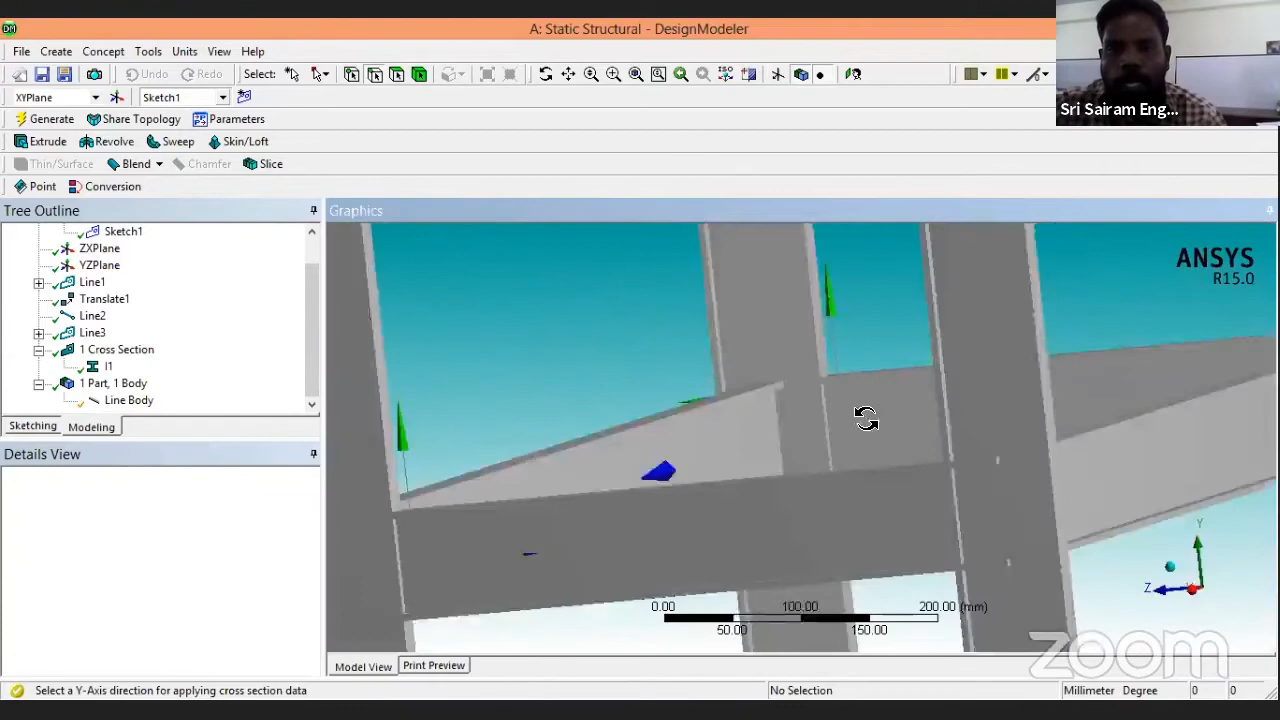 A: Static Structural - DesignModeler
File Create Concept Tools Units View Help
Undo Redo Select:
XYPlane Sketch1
Generate Share Topology Parameters
Extrude Revolve Sweep Skin/Loft
Thin/Surface Blend Chamfer Slice
Point Conversion
Sri Sairam Eng...
Tree Outline
Graphics
Sketch1
ZXPlane
YZPlane
Line1
Translate1
Line2
Line3
1 Cross Section
I1
1 Part, 1 Body
Line Body
Sketching Modeling
Details View
ANSYS
R15.0
Y
Z
0.00 100.00 200.00 (mm)
50.00 150.00
zoom
Model View Print Preview
Select a Y-Axis direction for applying cross section data
No Selection
Millimeter Degree 0 0